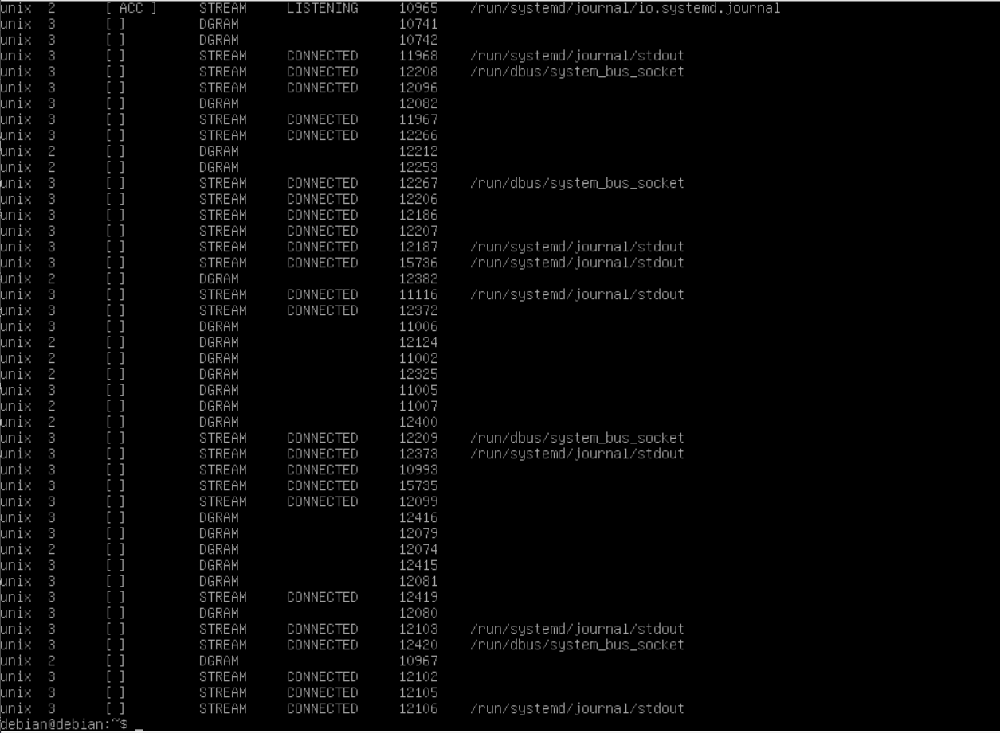 unix 2 [ ACC ] STREAM LISTENING 10965 /run/systemd/journal/io.systemd.journal
unix 3 [ ] DGRAM 10741
unix 3 [ ] DGRAM 10742
unix 3 [ ] STREAM CONNECTED 11968 /run/systemd/journal/stdout
unix 3 [ ] STREAM CONNECTED 12208 /run/dbus/system_bus_socket
unix 3 [ ] STREAM CONNECTED 12096
unix 3 [ ] DGRAM 12082
unix 3 [ ] STREAM CONNECTED 11967
unix 3 [ ] STREAM CONNECTED 12266
unix 2 [ ] DGRAM 12212
unix 2 [ ] DGRAM 12253
unix 3 [ ] STREAM CONNECTED 12267 /run/dbus/system_bus_socket
unix 3 [ ] STREAM CONNECTED 12206
unix 3 [ ] STREAM CONNECTED 12186
unix 3 [ ] STREAM CONNECTED 12207
unix 3 [ ] STREAM CONNECTED 12187 /run/systemd/journal/stdout
unix 3 [ ] STREAM CONNECTED 15736 /run/systemd/journal/stdout
unix 2 [ ] DGRAM 12382
unix 3 [ ] STREAM CONNECTED 11116 /run/systemd/journal/stdout
unix 3 [ ] STREAM CONNECTED 12372
unix 3 [ ] DGRAM 11006
unix 2 [ ] DGRAM 12124
unix 2 [ ] DGRAM 11002
unix 2 [ ] DGRAM 12325
unix 3 [ ] DGRAM 11005
unix 2 [ ] DGRAM 11007
unix 2 [ ] DGRAM 12400
unix 3 [ ] STREAM CONNECTED 12209 /run/dbus/system_bus_socket
unix 3 [ ] STREAM CONNECTED 12373 /run/systemd/journal/stdout
unix 3 [ ] STREAM CONNECTED 10993
unix 3 [ ] STREAM CONNECTED 15735
unix 3 [ ] STREAM CONNECTED 12099
unix 3 [ ] DGRAM 12416
unix 3 [ ] DGRAM 12079
unix 2 [ ] DGRAM 12074
unix 3 [ ] DGRAM 12415
unix 3 [ ] DGRAM 12081
unix 3 [ ] STREAM CONNECTED 12419
unix 3 [ ] DGRAM 12080
unix 3 [ ] STREAM CONNECTED 12103 /run/systemd/journal/stdout
unix 3 [ ] STREAM CONNECTED 12420 /run/dbus/system_bus_socket
unix 2 [ ] DGRAM 10967
unix 3 [ ] STREAM CONNECTED 12102
unix 3 [ ] STREAM CONNECTED 12105
unix 3 [ ] STREAM CONNECTED 12106 /run/systemd/journal/stdout
debian@debian:~$ _